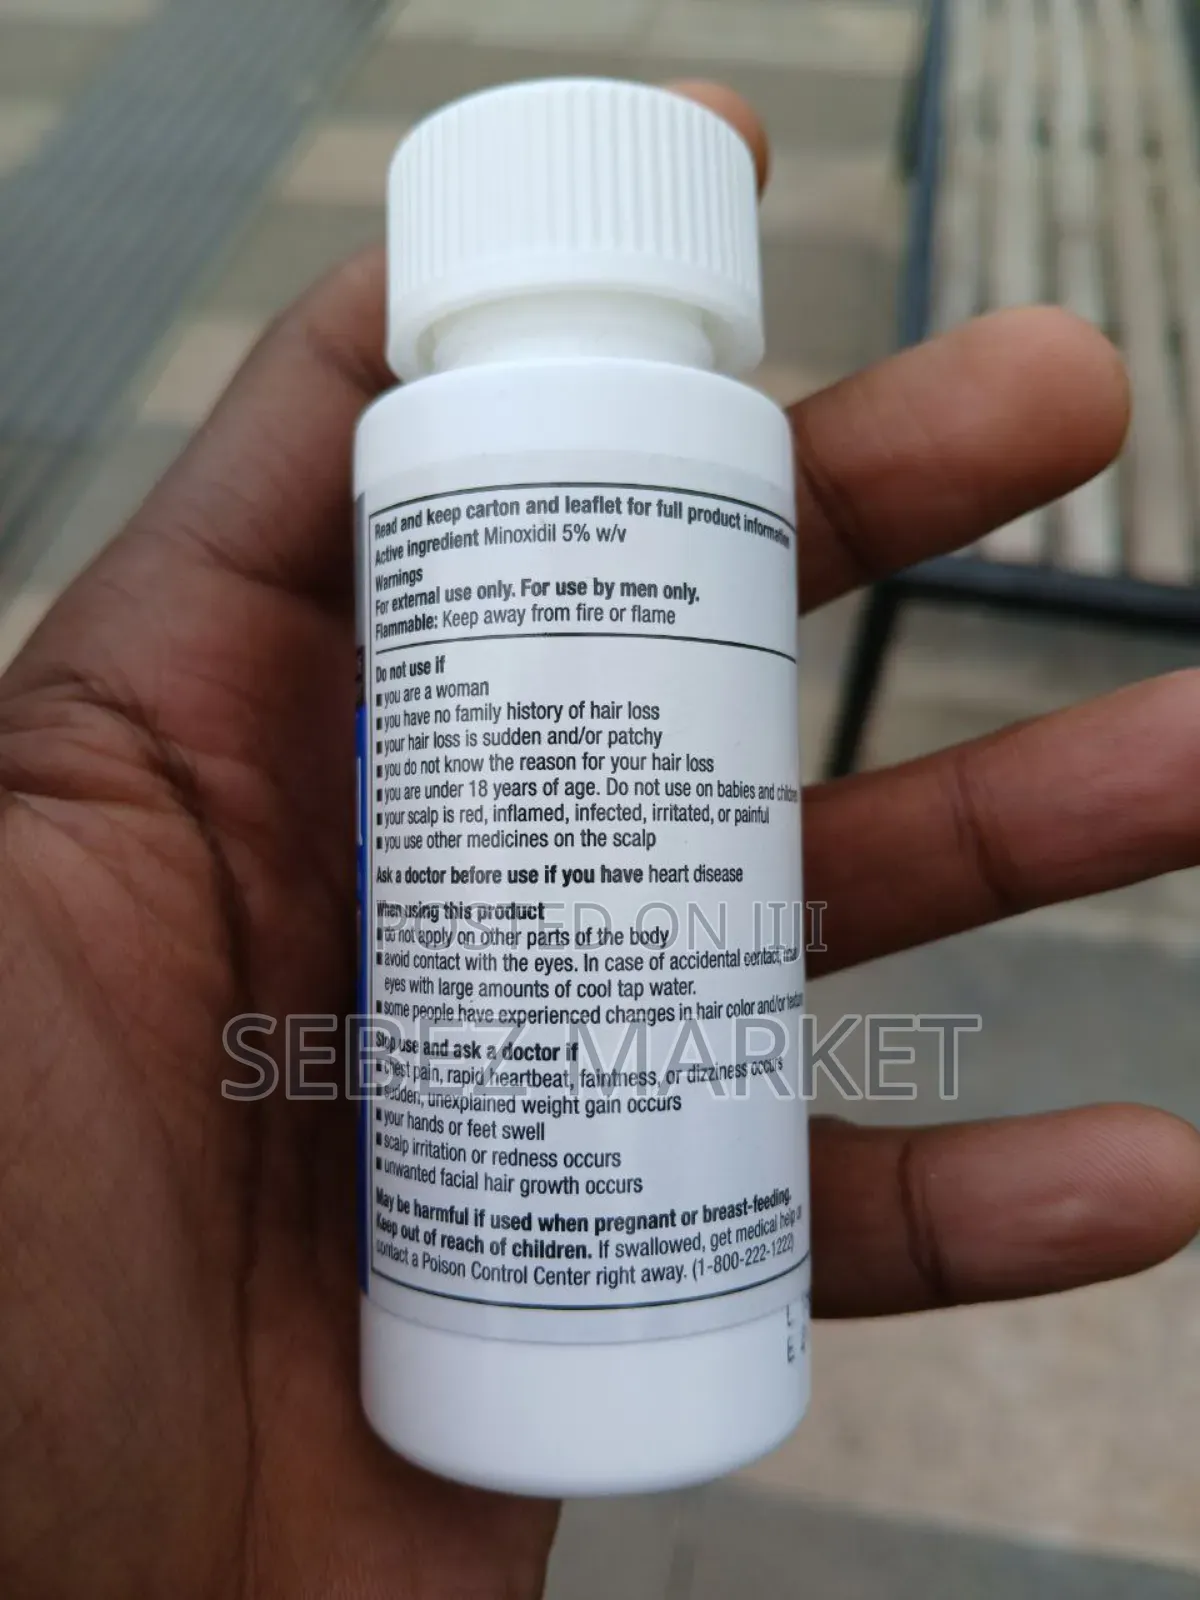 Read and keep carton and leaflet for full product information
Active ingredient Minoxidil 5% w/v
Warnings
For external use only. For use by men only.
Flammable: Keep away from fire or flame
Do not use if
■ you are a woman
■ you have no family history of hair loss
■ your hair loss is sudden and/or patchy
■ you do not know the reason for your hair loss
■ you are under 18 years of age. Do not use on babies and children
■ your scalp is red, inflamed, infected, irritated, or painful
■ you use other medicines on the scalp
Ask a doctor before use if you have heart disease
When using this product
■ do not apply on other parts of the body
■ avoid contact with the eyes. In case of accidental contact,
eyes with large amounts of cool tap water.
■ some people have experienced changes in hair color and/or texture
Stop use and ask a doctor if
■ chest pain, rapid heartbeat, faintness, or dizziness occurs
■ sudden, unexplained weight gain occurs
■ your hands or feet swell
■ scalp irritation or redness occurs
■ unwanted facial hair growth occurs
May be harmful if used when pregnant or breast-feeding.
Keep out of reach of children. If swallowed, get medical help or
contact a Poison Control Center right away. (1-800-222-1222)
POSTED ON JIJI
SEBEZ MARKET